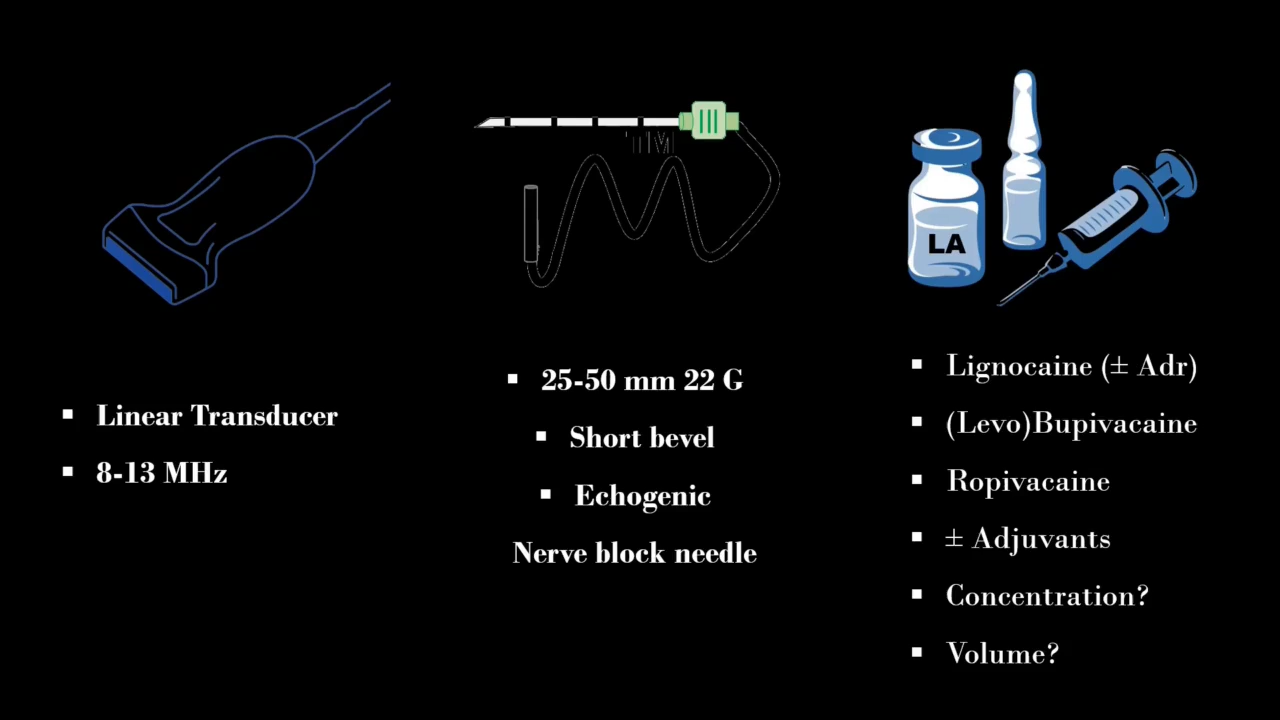 TM
LA
▪ Linear Transducer
▪ 8-13 MHz
▪ 25-50 mm 22 G
▪ Short bevel
▪ Echogenic
Nerve block needle
▪ Lignocaine (± Adr)
▪ (Levo)Bupivacaine
▪ Ropivacaine
▪ ± Adjuvants
▪ Concentration?
▪ Volume?